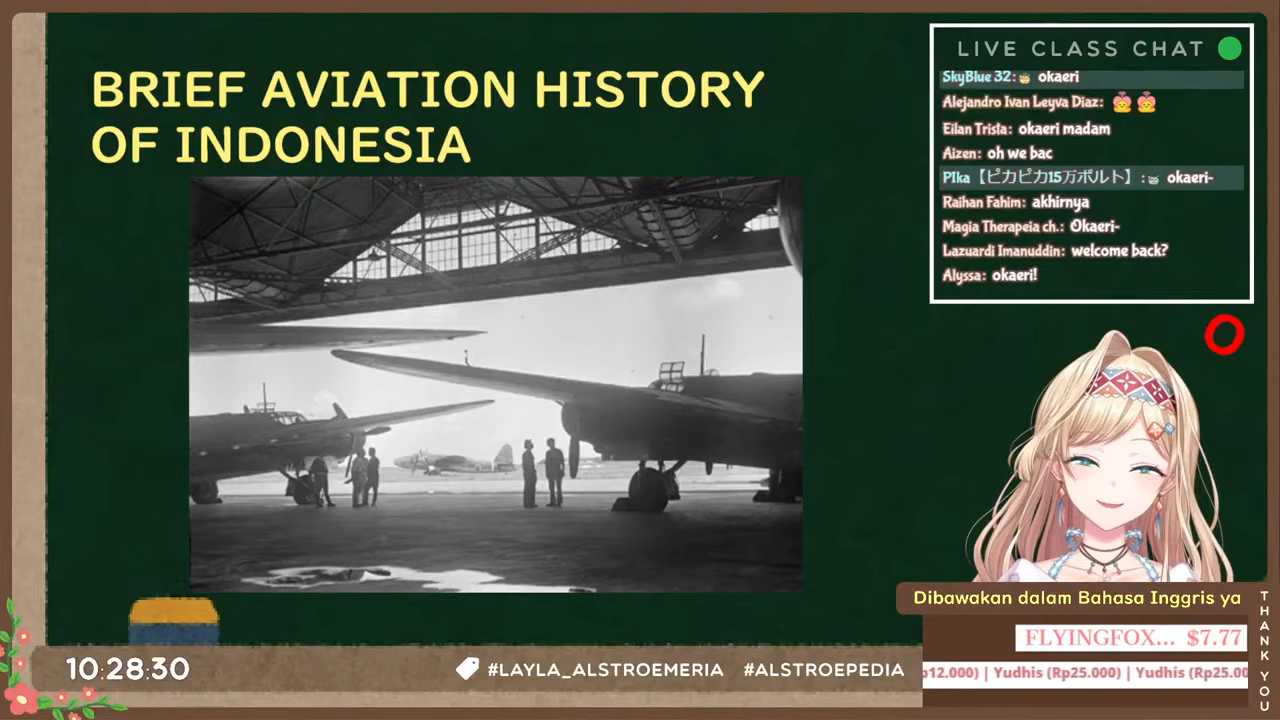 BRIEF AVIATION HISTORY
OF INDONESIA
LIVE CLASS CHAT
SkyBlue 32: okaeri
Alejandro Ivan Leyva Diaz:
Eilan Trista: okaeri madam
Aizen: oh we bac
PIka【ピカピカ15万ボルト】: okaeri-
Raihan Fahim: akhirnya
Magia Therapeia ch.: Okaeri-
Lazuardi Imanuddin: welcome back?
Alyssa: okaeri!
Dibawakan dalam Bahasa Inggris ya
FLYINGFOX... $7.77
p12.000) | Yudhis (Rp25.000) | Yudhis (Rp25.00
THANK YOU
10:28:30
#LAYLA_ALSTROEMERIA #ALSTROEPEDIA